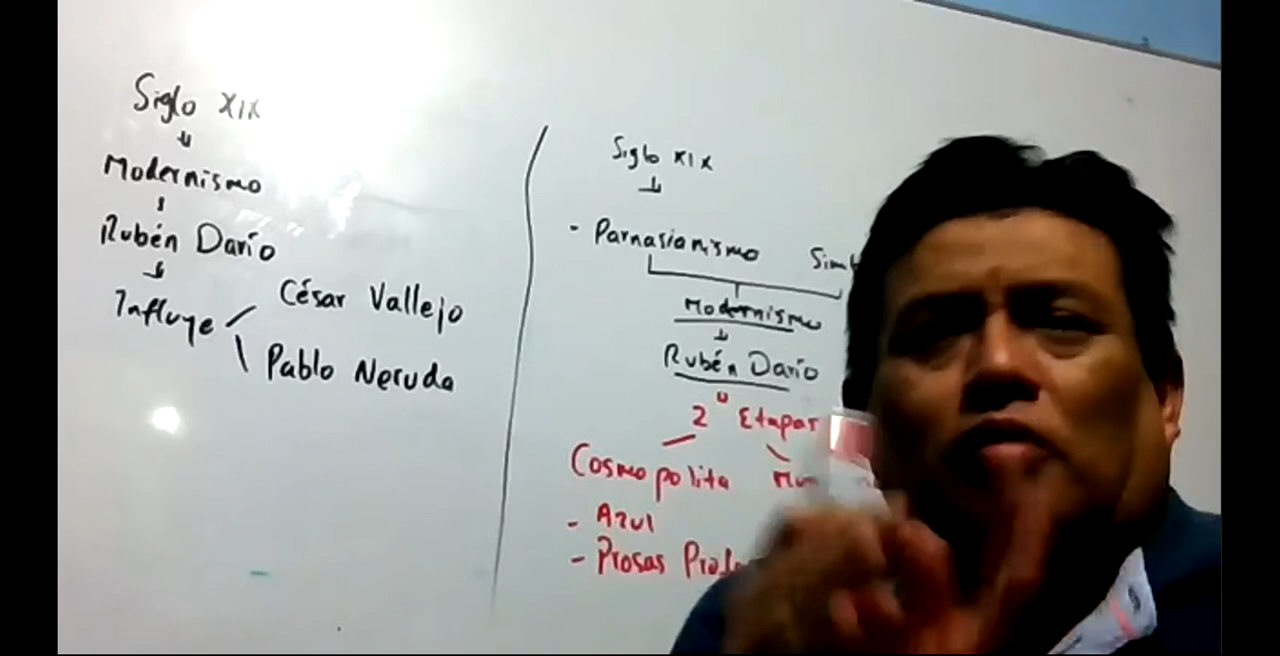 Siglo XIX
Modernismo
Rubén Darío
Influye
César Vallejo
Pablo Neruda
Siglo XIX
- Parnasianismo
Modernismo
Rubén Darío
2° Etapas
Cosmopolita
- Azul
- Prosas